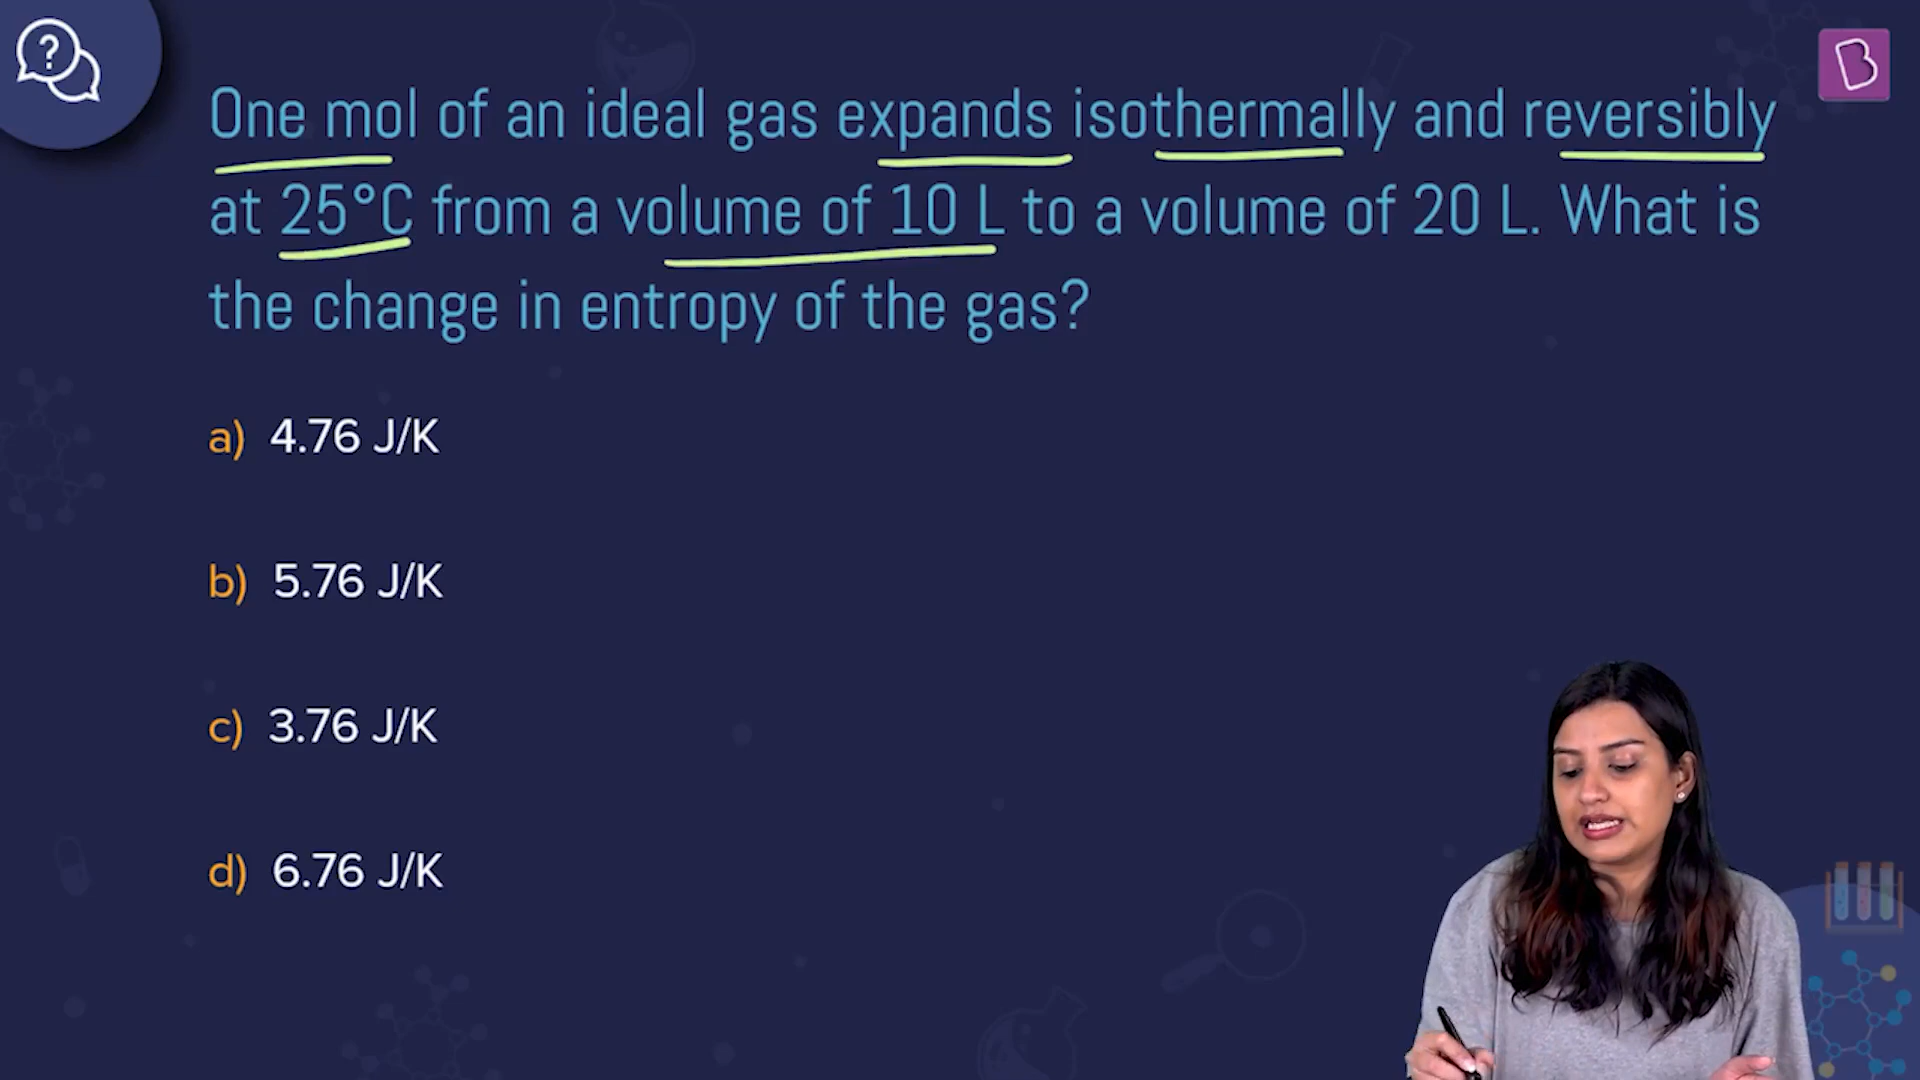 ?
One mol of an ideal gas expands isothermally and reversibly
at 25°C from a volume of 10 L to a volume of 20 L. What is
the change in entropy of the gas?
a) 4.76 J/K
b) 5.76 J/K
c) 3.76 J/K
d) 6.76 J/K
B